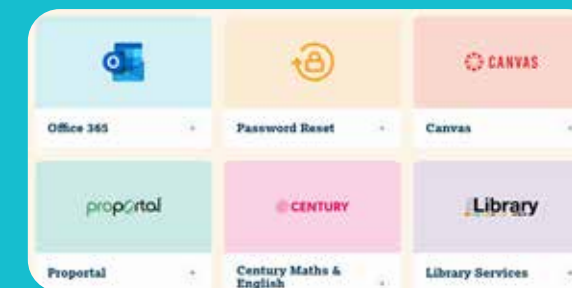 CANVAS
Office 365
Password Reset
Canvas
proportal
CENTURY
Library
Proportal
Century Maths &
English
Library Services